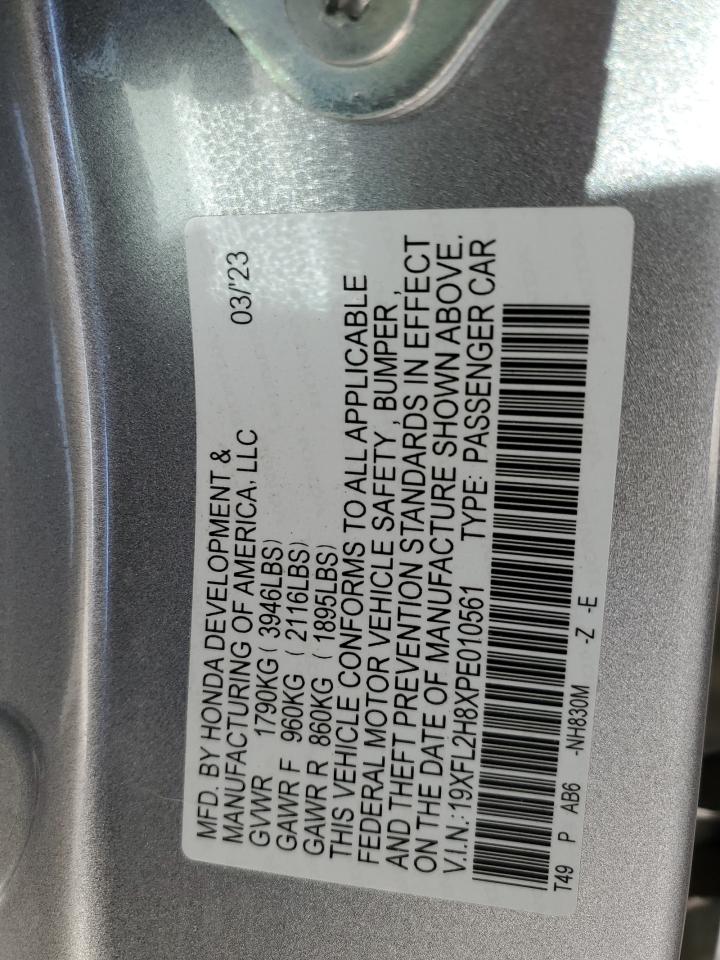 MFD. BY HONDA DEVELOPMENT &
MANUFACTURING OF AMERICA, LLC 03/'23
GVWR 1790KG ( 3946LBS)
GAWR F 960KG ( 2116LBS)
GAWR R 860KG ( 1895LBS)
THIS VEHICLE CONFORMS TO ALL APPLICABLE
FEDERAL MOTOR VEHICLE SAFETY, BUMPER,
AND THEFT PREVENTION STANDARDS IN EFFECT
ON THE DATE OF MANUFACTURE SHOWN ABOVE.
V.I.N.:19XFL2H8XPE010561 TYPE: PASSENGER CAR
T49 P AB6 -NH830M -Z -E